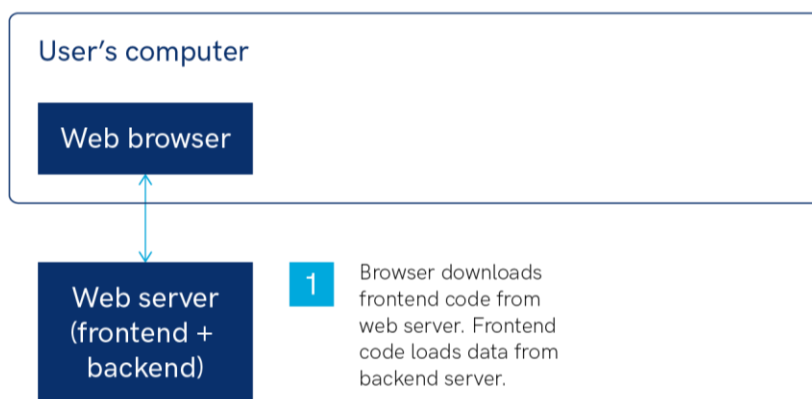 User’s computer
Web browser
Web server
(frontend +
backend)
1
Browser downloads
frontend code from
web server. Frontend
code loads data from
backend server.